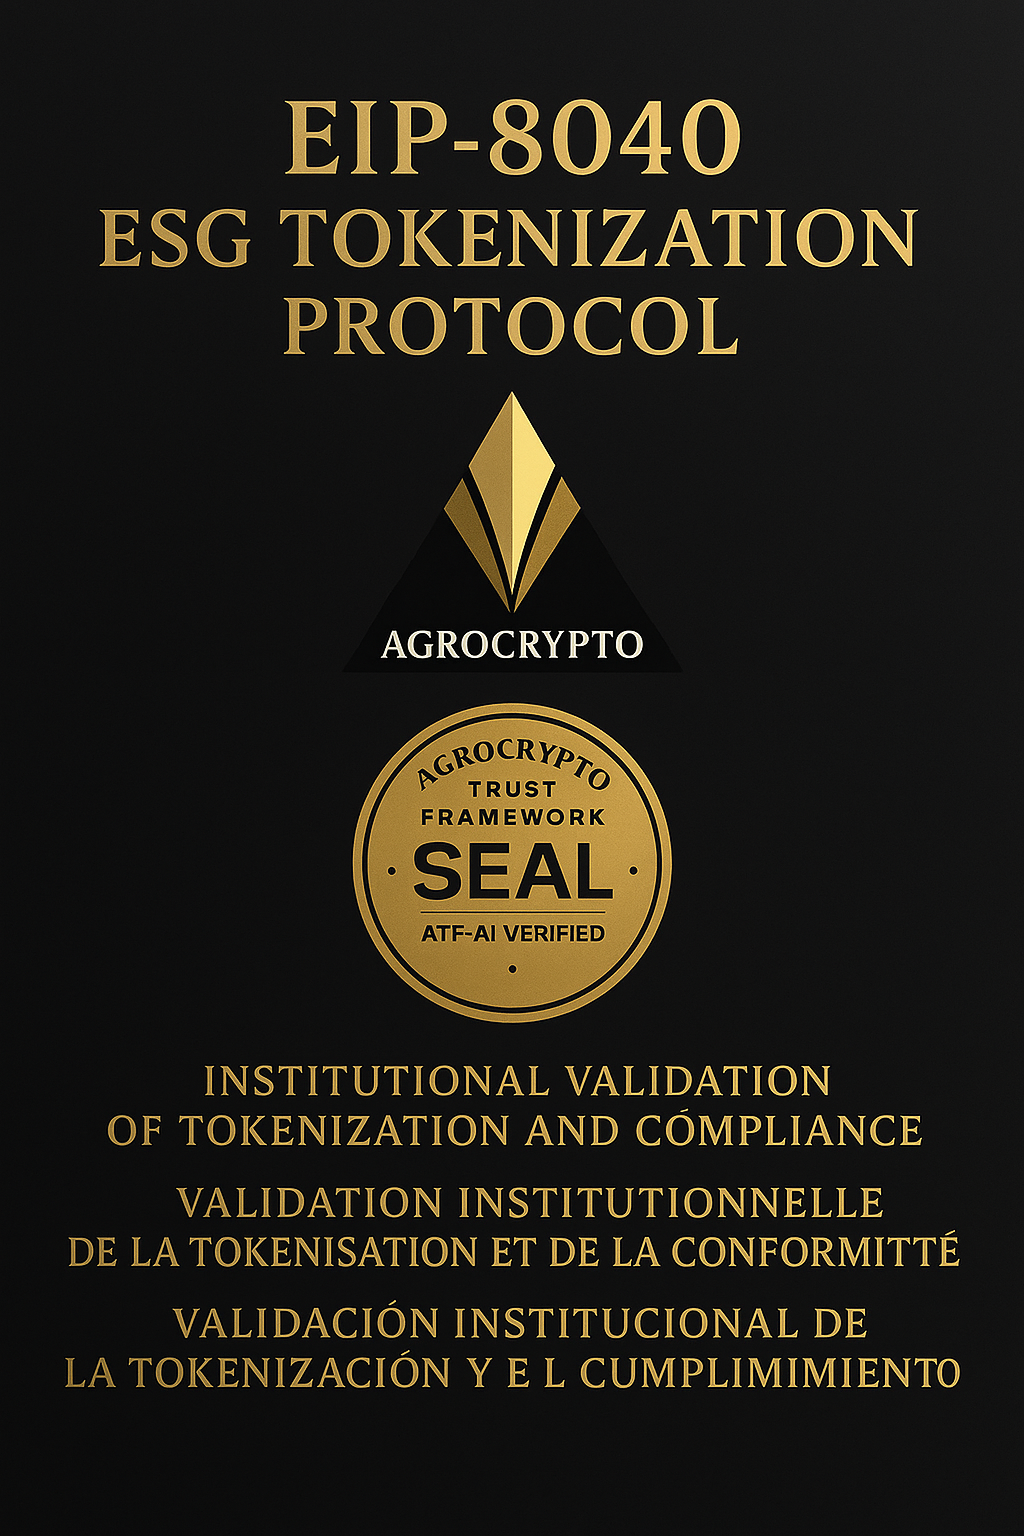 EIP-8040
ESG TOKENIZATION
PROTOCOL
AGROCRYPTO
AGROCRYPTO
TRUST
FRAMEWORK
SEAL
ATF-AI VERIFIED
INSTITUTIONAL VALIDATION
OF TOKENIZATION AND CÓMPLIANCE
VALIDATION INSTITUTIONNELLE
DE LA TOKENISATION ET DE LA CONFORMITTÉ
VALIDACIÓN INSTITUCIONAL DE
LA TOKENIZACIÓN Y E L CUMPLIMIMIENTO